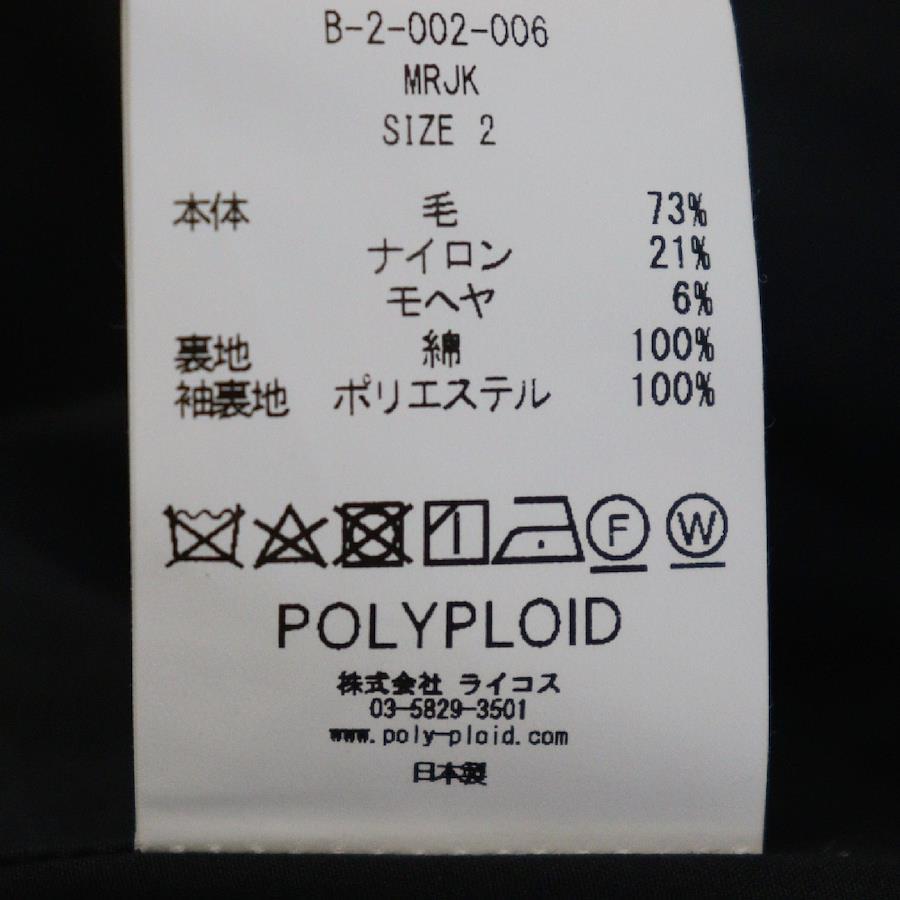 B-2-002-006
MRJK
SIZE 2
本体 毛 73%
ナイロン 21%
モヘヤ 6%
裏地 綿 100%
袖裏地 ポリエステル 100%
F W
POLYPLOID
株式会社 ライコス
03-5829-3501
www.poly-ploid.com
日本製